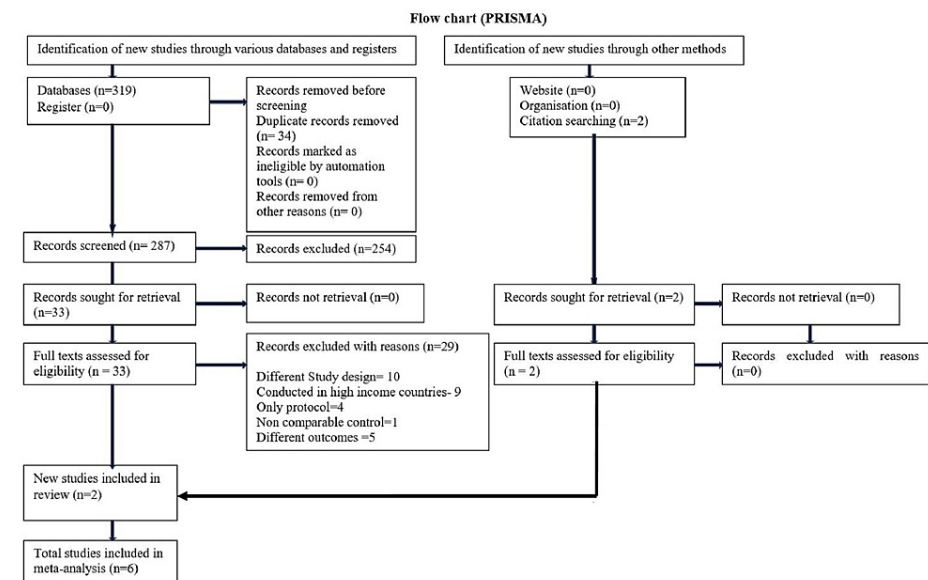 Flow chart (PRISMA)
Identification of new studies through various databases and registers
Identification of new studies through other methods
Databases (n=319)
Register (n=0)
Records removed before
screening
Duplicate records removed
(n= 34)
Records marked as
ineligible by automation
tools (n= 0)
Records removed from
other reasons (n= 0)
Website (n=0)
Organisation (n=0)
Citation searching (n=2)
Records screened (n= 287)
Records excluded (n=254)
Records sought for retrieval
(n=33)
Records not retrieval (n=0)
Records sought for retrieval (n=2)
Records not retrieval (n=0)
Full texts assessed for
eligibility (n = 33)
Records excluded with reasons (n=29)
Different Study design= 10
Conducted in high income countries- 9
Only protocol=4
Non comparable control=1
Different outcomes =5
Full texts assessed for eligibility
(n = 2)
Records excluded with reasons
(n=0)
New studies included in
review (n=2)
Total studies included in
meta-analysis (n=6)